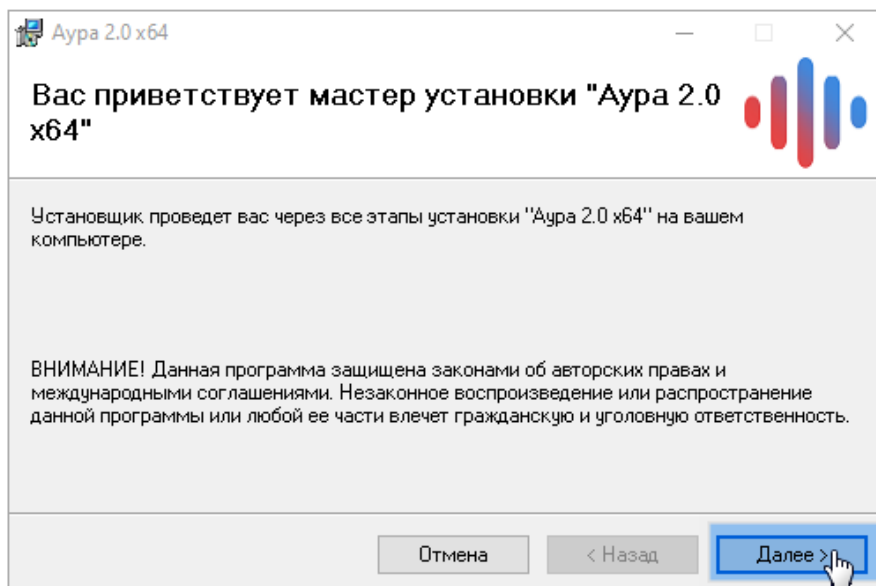 Аура 2.0 x64
Вас приветствует мастер установки "Аура 2.0
x64"
Установщик проведет вас через все этапы установки "Аура 2.0 x64" на вашем
компьютере.
ВНИМАНИЕ! Данная программа защищена законами об авторских правах и
международными соглашениями. Незаконное воспроизведение или распространение
данной программы или любой ее части влечет гражданскую и уголовную ответственность.
Отмена
< Назад
Далее >